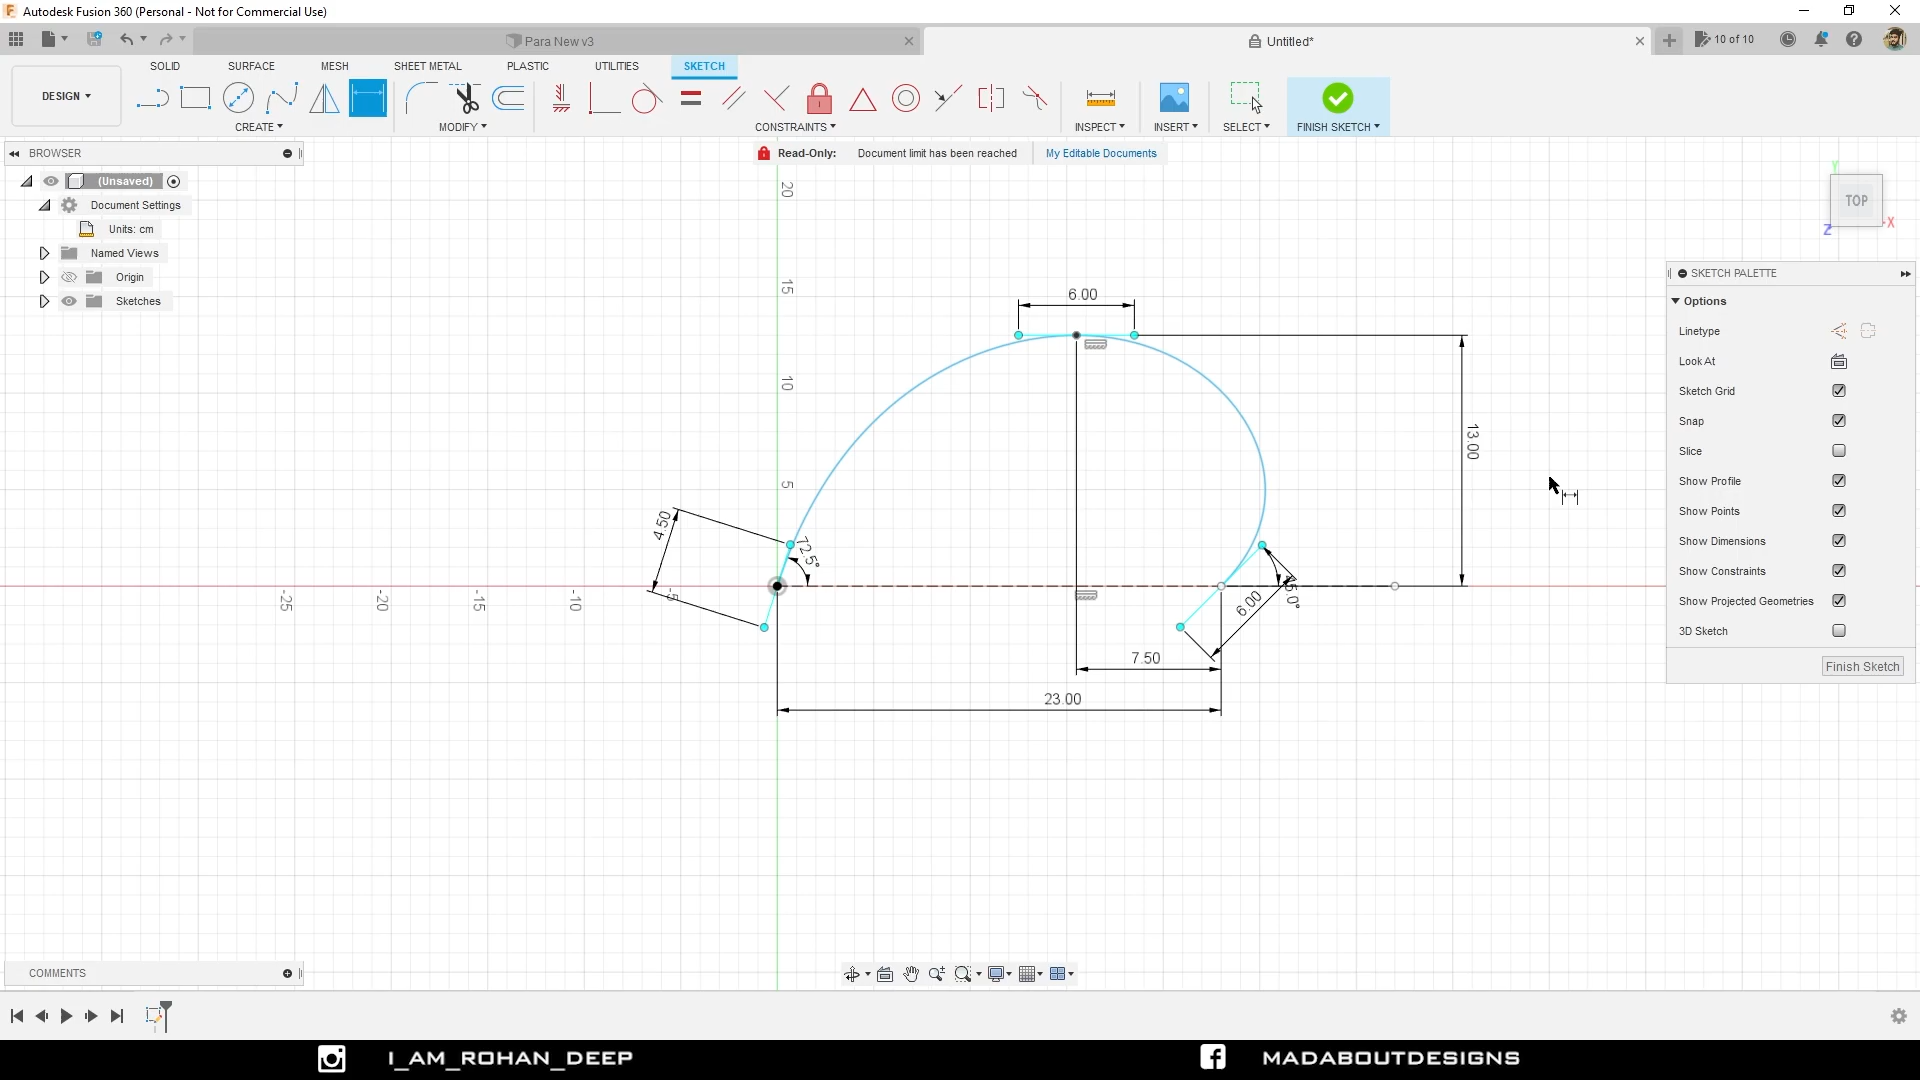 Autodesk Fusion 360 (Personal - Not for Commercial Use)
Para New v3
Untitled*
10 of 10
SOLID SURFACE MESH SHEET METAL PLASTIC UTILITIES SKETCH
DESIGN
CREATE MODIFY CONSTRAINTS INSPECT INSERT SELECT FINISH SKETCH
BROWSER
Read-Only: Document limit has been reached My Editable Documents
(Unsaved)
Document Settings
Units: cm
Named Views
Origin
Sketches
TOP
Y
X
Z
SKETCH PALETTE
Options
Linetype
Look At
Sketch Grid
Snap
Slice
Show Profile
Show Points
Show Dimensions
Show Constraints
Show Projected Geometries
3D Sketch
Finish Sketch
20
15
10
5
-25
-20
-15
-10
-5
6.00
13.00
4.50
72.5°
6.00
7.50
23.00
COMMENTS
I_AM_ROHAN_DEEP
MADABOUTDESIGNS